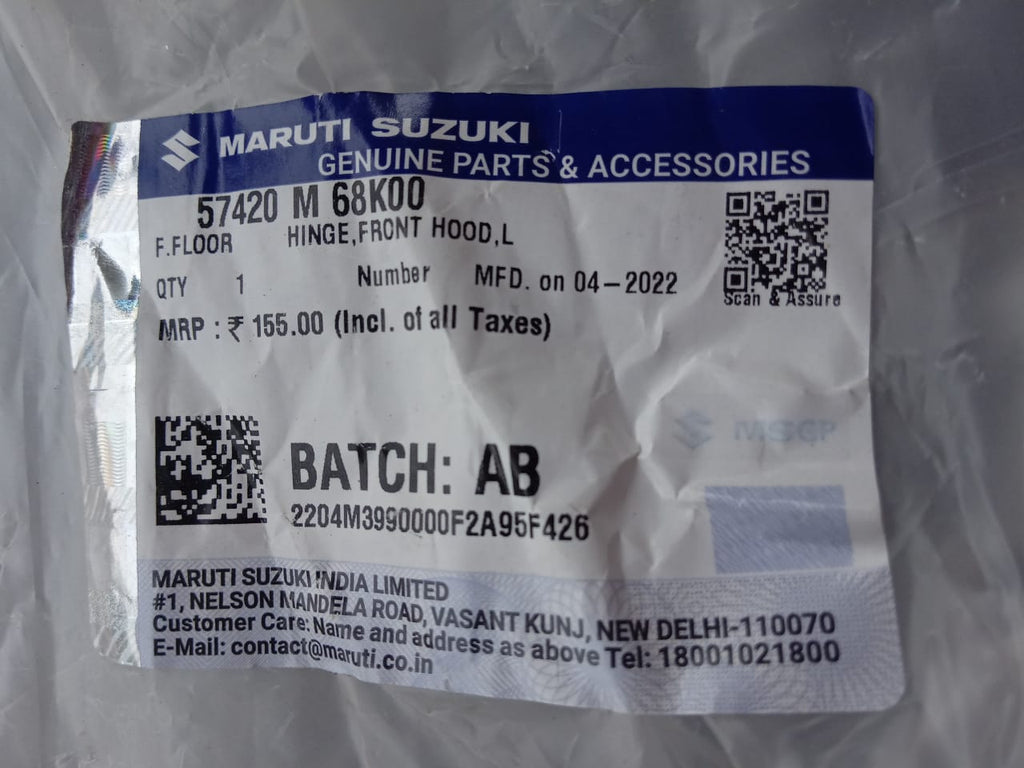 MARUTI SUZUKI
GENUINE PARTS & ACCESSORIES
57420 M 68K00
F.FLOOR HINGE,FRONT HOOD,L
QTY 1 Number MFD. on 04-2022
Scan & Assure
MRP : ₹ 155.00 (Incl. of all Taxes)
MSGP
BATCH: AB
2204M3990000F2A95F426
MARUTI SUZUKI INDIA LIMITED
#1, NELSON MANDELA ROAD, VASANT KUNJ, NEW DELHI-110070
Customer Care: Name and address as above Tel: 18001021800
E-Mail: contact@maruti.co.in